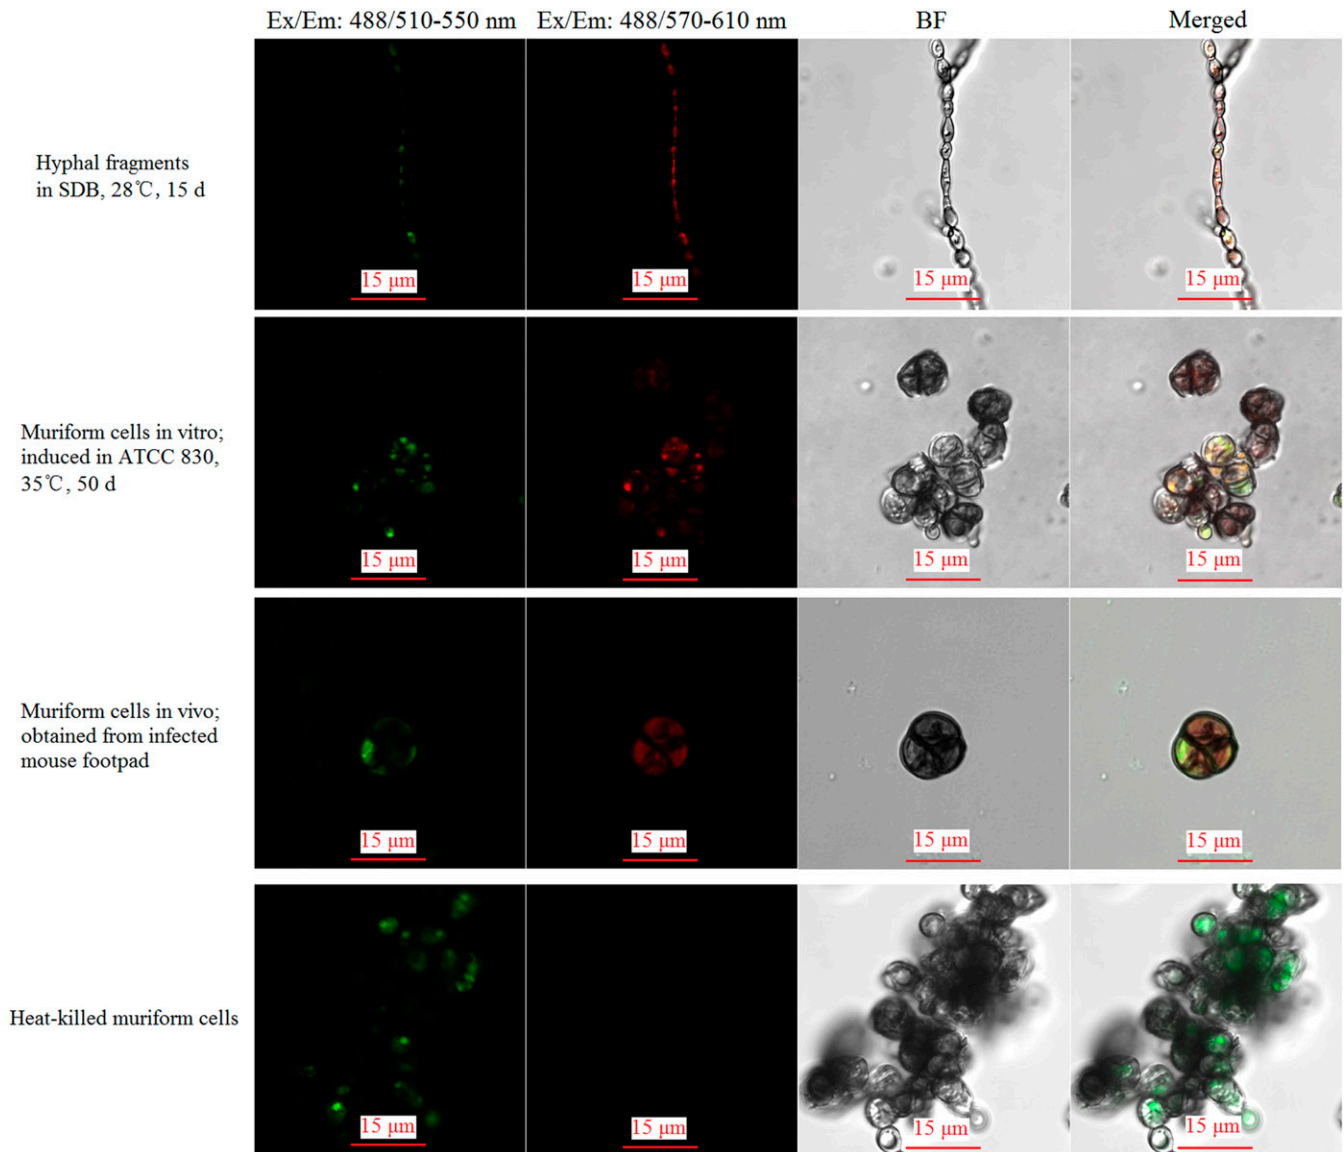 Ex/Em: 488/510-550 nm
Ex/Em: 488/570-610 nm
BF
Merged
Hyphal fragments
in SDB, 28℃, 15 d
15 μm
15 μm
15 μm
15 μm
Muriform cells in vitro;
induced in ATCC 830,
35℃, 50 d
15 μm
15 μm
15 μm
15 μm
Muriform cells in vivo;
obtained from infected
mouse footpad
15 μm
15 μm
15 μm
15 μm
Heat-killed muriform cells
15 μm
15 μm
15 μm
15 μm